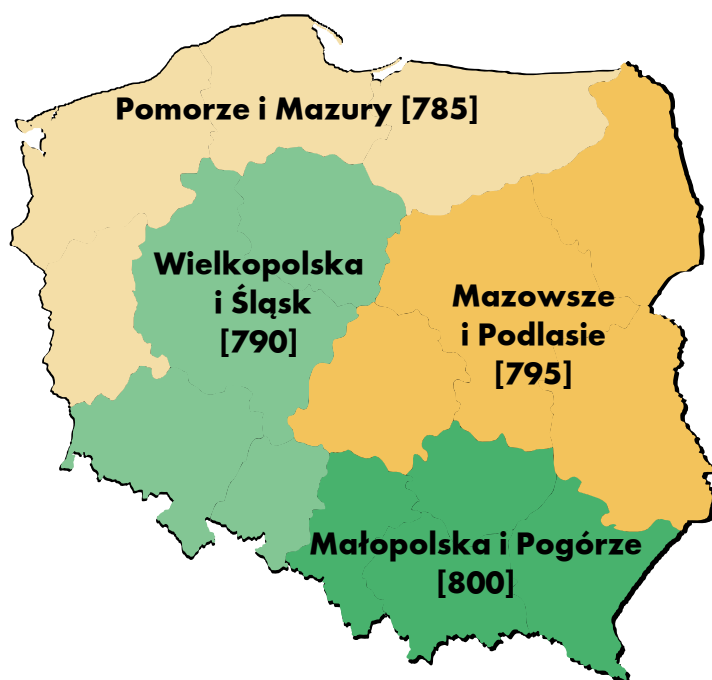 Pomorze i Mazury [785]
Wielkopolska
i Śląsk
[790]
Mazowsze
i Podlasie
[795]
Małopolska i Pogórze
[800]